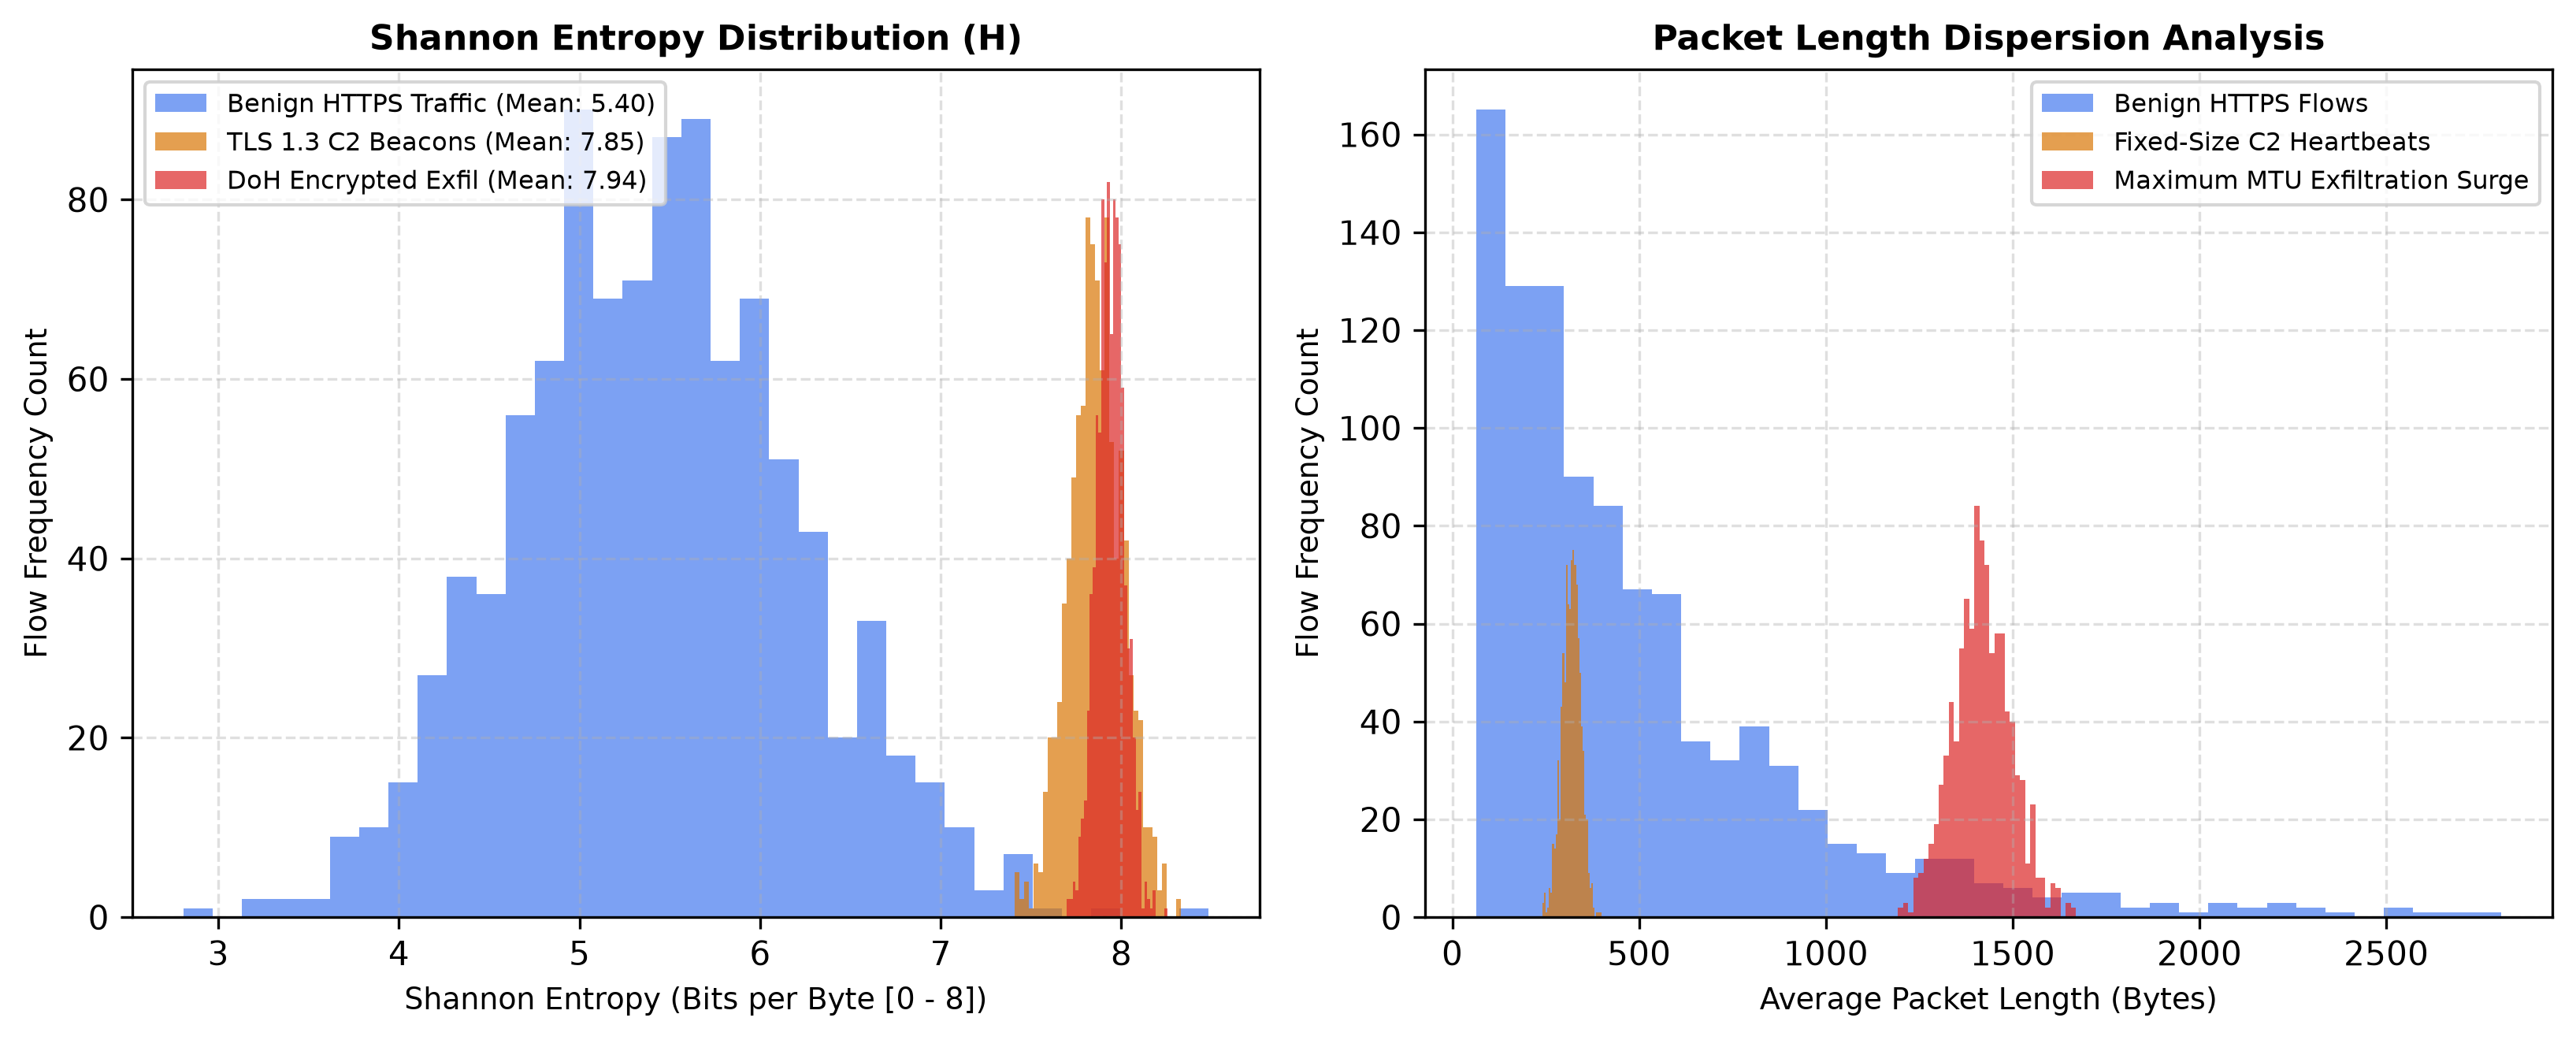 Shannon Entropy Distribution (H)
Benign HTTPS Traffic (Mean: 5.40)
TLS 1.3 C2 Beacons (Mean: 7.85)
DoH Encrypted Exfil (Mean: 7.94)
Flow Frequency Count
80
60
40
20
0
3 4 5 6 7 8
Shannon Entropy (Bits per Byte [0 - 8])
Packet Length Dispersion Analysis
Benign HTTPS Flows
Fixed-Size C2 Heartbeats
Maximum MTU Exfiltration Surge
Flow Frequency Count
160
140
120
100
80
60
40
20
0
0 500 1000 1500 2000 2500
Average Packet Length (Bytes)